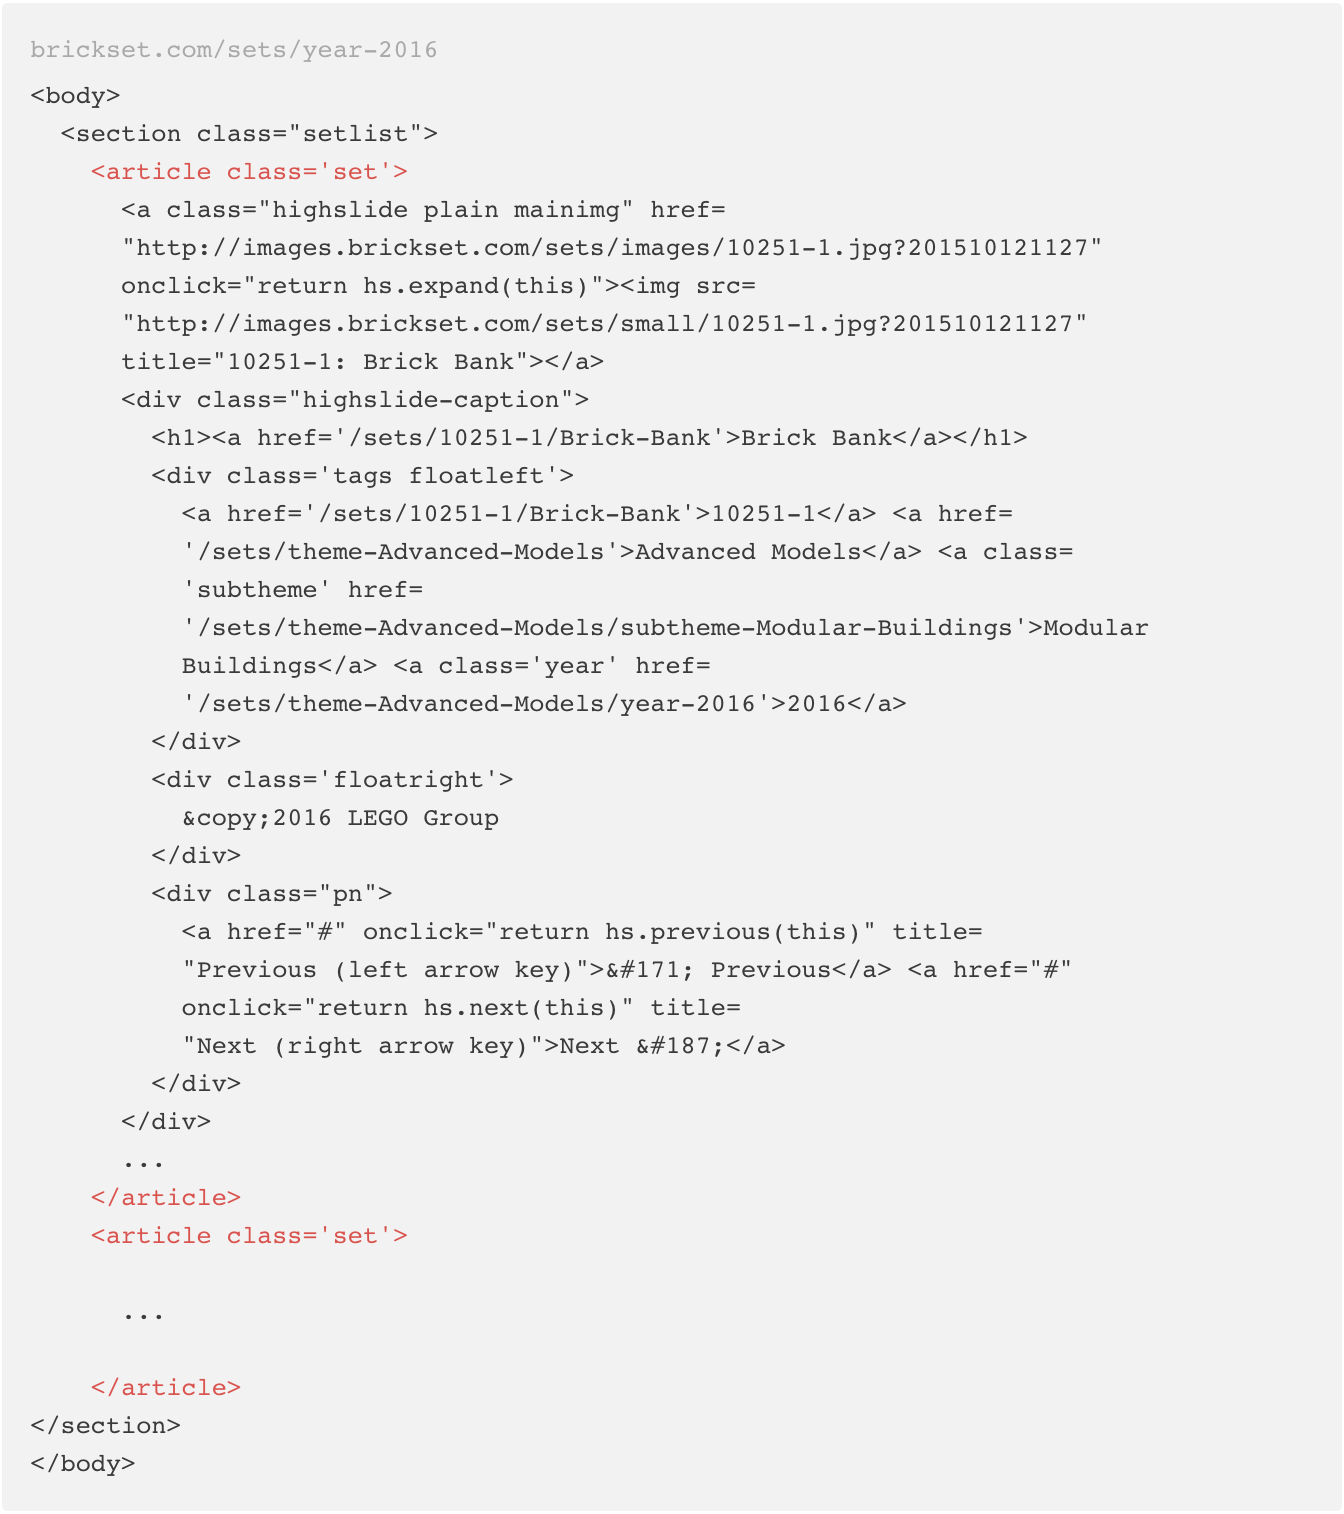 brickset.com/sets/year-2016
<body>
<section class="setlist">
<article class='set'>
<a class="highslide plain mainimg" href=
"http://images.brickset.com/sets/images/10251-1.jpg?201510121127"
onclick="return hs.expand(this)"><img src=
"http://images.brickset.com/sets/small/10251-1.jpg?201510121127"
title="10251-1: Brick Bank"></a>
<div class="highslide-caption">
<h1><a href='/sets/10251-1/Brick-Bank'>Brick Bank</a></h1>
<div class='tags floatleft'>
<a href='/sets/10251-1/Brick-Bank'>10251-1</a> <a href=
'/sets/theme-Advanced-Models'>Advanced Models</a> <a class=
'subtheme' href=
'/sets/theme-Advanced-Models/subtheme-Modular-Buildings'>Modular
Buildings</a> <a class='year' href=
'/sets/theme-Advanced-Models/year-2016'>2016</a>
</div>
<div class='floatright'>
&copy;2016 LEGO Group
</div>
<div class="pn">
<a href="#" onclick="return hs.previous(this)" title=
"Previous (left arrow key)">&#171; Previous</a> <a href="#"
onclick="return hs.next(this)" title=
"Next (right arrow key)">Next &#187;</a>
</div>
</div>
...
</article>
<article class='set'>
...
</article>
</section>
</body>